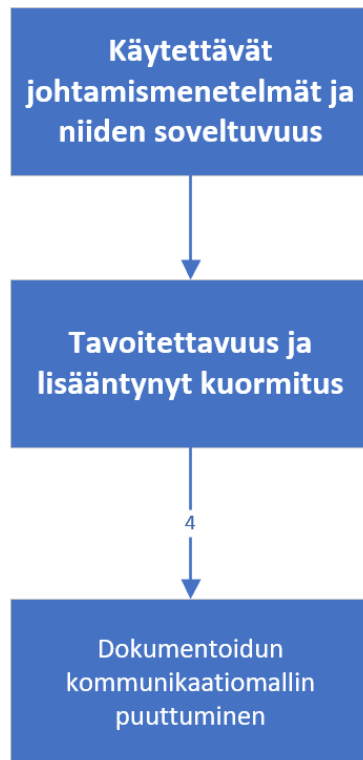 Käytettävät
johtamismenetelmät ja
niiden soveltuvuus
Tavoitettavuus ja
lisääntynyt kuormitus
4
Dokumentoidun
kommunikaatiomallin
puuttuminen